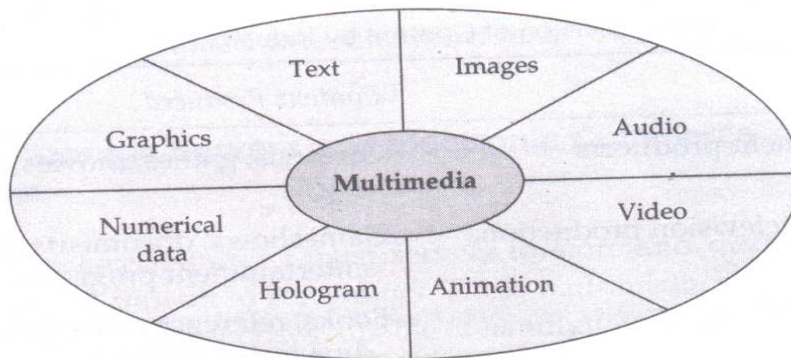 Text
Images
Graphics
Audio
Multimedia
Numerical
data
Video
Hologram
Animation